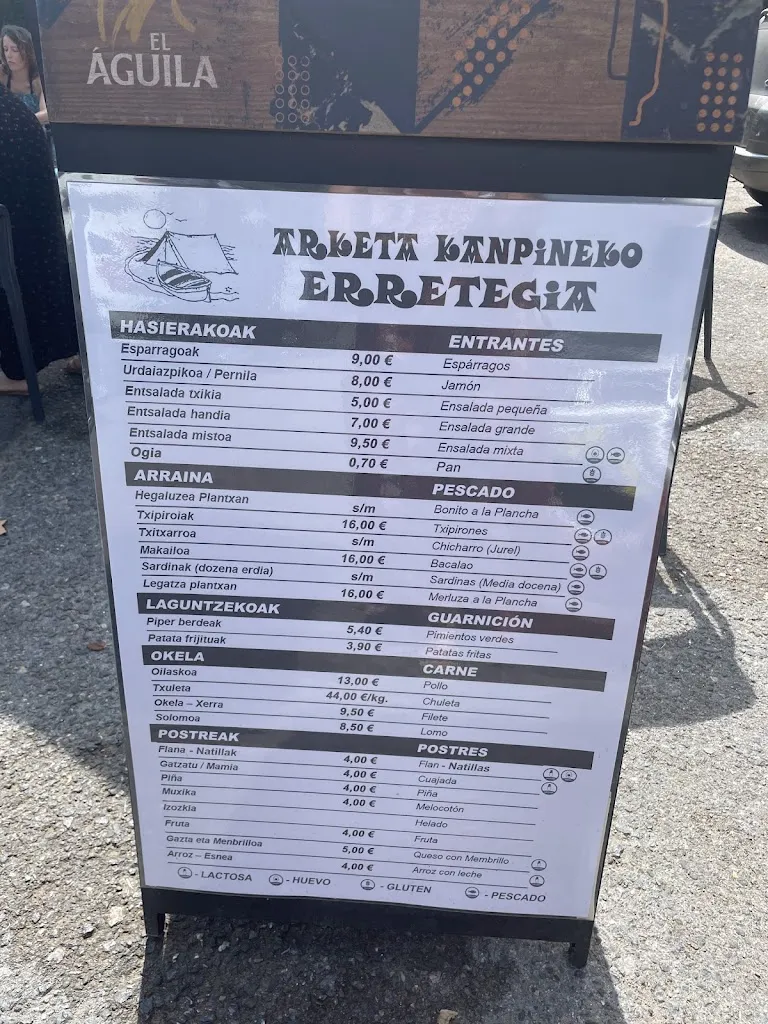 EL
ÁGUILA
ARKETA KANPINEKO
ERRETEGIA
HASIERAKOAK ENTRANTES
Esparragoak 9,00 € Espárragos
Urdaiazpikoa / Pernila 8,00 € Jamón
Entsalada txikia 5,00 € Ensalada pequeña
Entsalada handia 7,00 € Ensalada grande
Entsalada mistoa 9,50 € Ensalada mixta
Ogia 0,70 € Pan
ARRAINA PESCADO
Hegaluzea Plantxan s/m Bonito a la Plancha
Txipiroiak 16,00 € Txipirones
Txitxarroa s/m Chicharro (Jurel)
Makailoa 16,00 € Bacalao
Sardinak (dozena erdia) s/m Sardinas (Media docena)
Legatza plantxan 16,00 € Merluza a la Plancha
LAGUNTZEKOAK GUARNICIÓN
Piper berdeak 5,40 € Pimientos verdes
Patata frijituak 3,90 € Patatas fritas
OKELA CARNE
Oilaskoa 13,00 € Pollo
Txuleta 44,00 €/kg. Chuleta
Okela – Xerra 9,50 € Filete
Solomoa 8,50 € Lomo
POSTREAK POSTRES
Flana - Natillak 4,00 € Flan - Natillas
Gatzatu / Mamia 4,00 € Cuajada
Piña 4,00 € Piña
Muxika 4,00 € Melocotón
Izozkia Helado
Fruta 4,00 € Fruta
Gazta eta Menbrilloa 5,00 € Queso con Membrillo
Arroz – Esnea 4,00 € Arroz con leche
- LACTOSA - HUEVO - GLUTEN - PESCADO